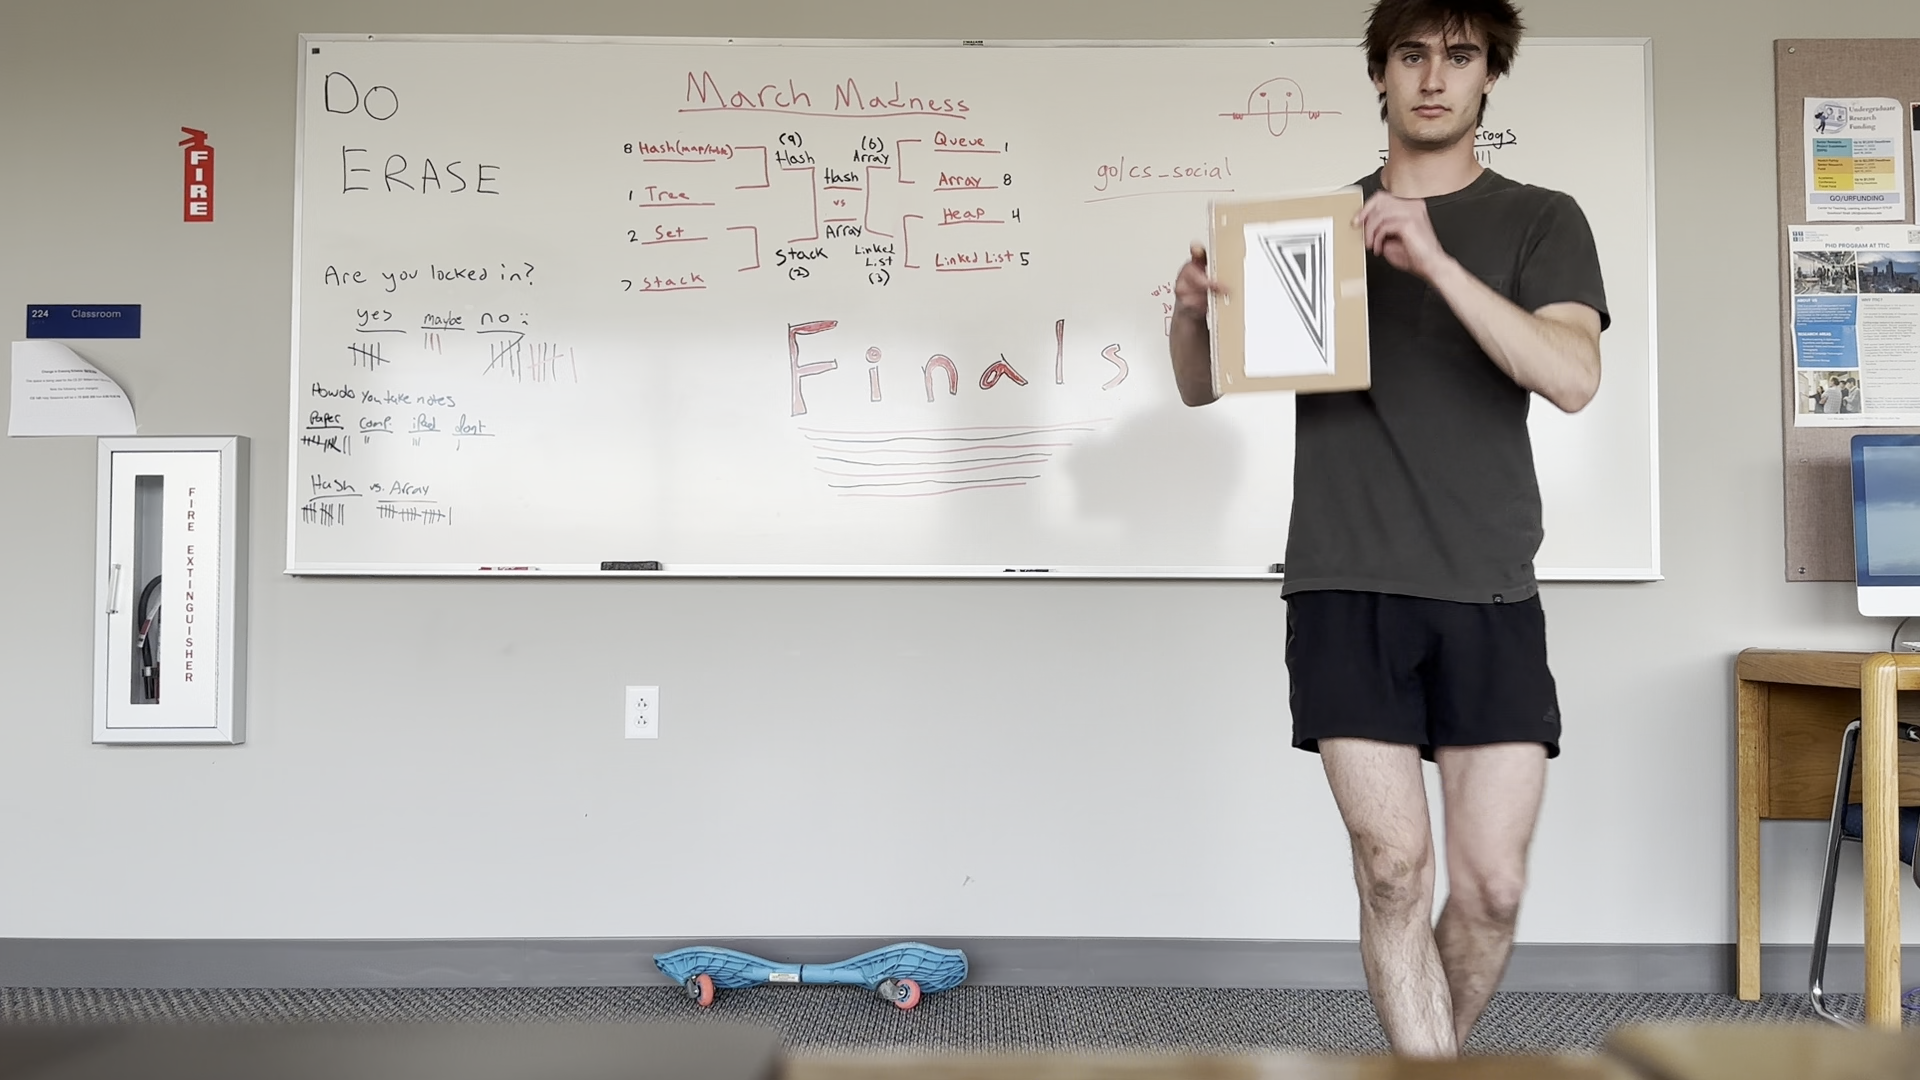 DO
ERASE
Are you locked in?
yes maybe no
How do you take notes
Paper comp. iPad dont
Hash vs. Array
March Madness
8 Hash(map/table)
1 Tree
2 Set
7 Stack
(9)
Hash
Stack
(2)
Hash
vs
Array
(6)
Array
Linked
List
(3)
Queue 1
Array 8
Heap 4
Linked List 5
Finals
go/cs_social
frogs
FIRE
224 Classroom
FIRE EXTINGUISHER
Undergraduate
Research
Funding
GO/URFUNDING
PHD PROGRAM AT TTIC